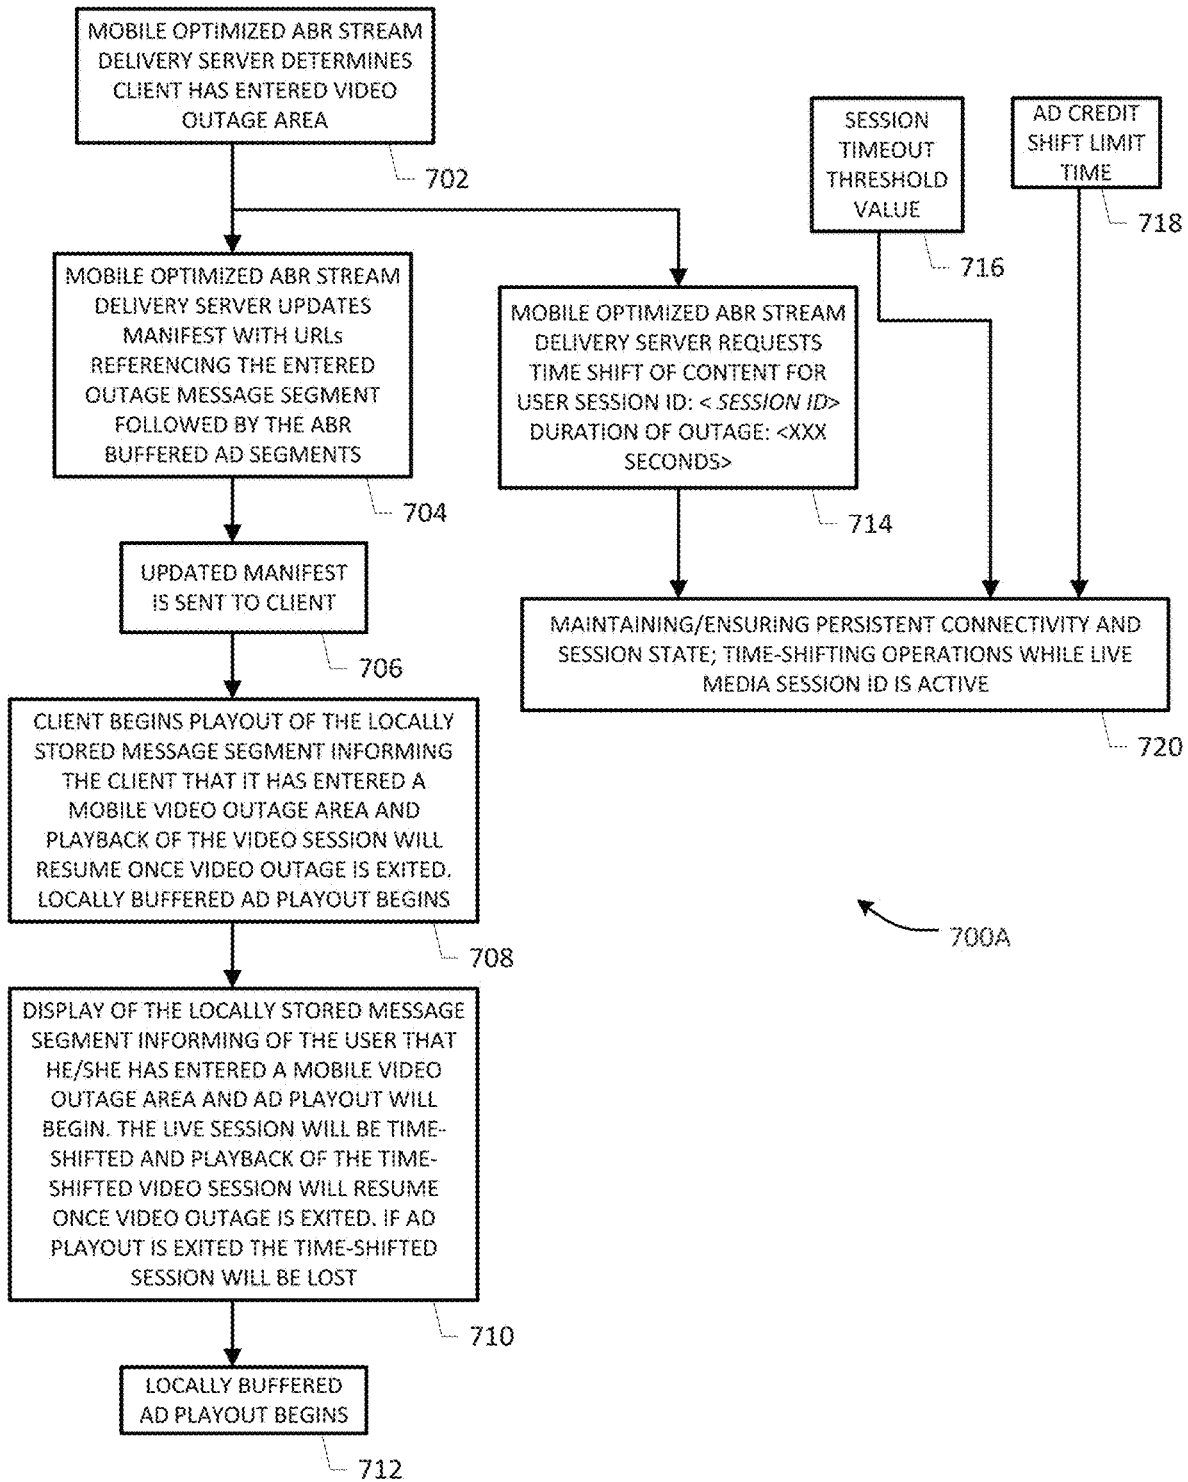 MOBILE OPTIMIZED ABR STREAM
DELIVERY SERVER DETERMINES
CLIENT HAS ENTERED VIDEO
OUTAGE AREA
702
MOBILE OPTIMIZED ABR STREAM
DELIVERY SERVER UPDATES
MANIFEST WITH URLs
REFERENCING THE ENTERED
OUTAGE MESSAGE SEGMENT
FOLLOWED BY THE ABR
BUFFERED AD SEGMENTS
704
UPDATED MANIFEST
IS SENT TO CLIENT
706
CLIENT BEGINS PLAYOUT OF THE LOCALLY
STORED MESSAGE SEGMENT INFORMING
THE CLIENT THAT IT HAS ENTERED A
MOBILE VIDEO OUTAGE AREA AND
PLAYBACK OF THE VIDEO SESSION WILL
RESUME ONCE VIDEO OUTAGE IS EXITED.
LOCALLY BUFFERED AD PLAYOUT BEGINS
708
DISPLAY OF THE LOCALLY STORED MESSAGE
SEGMENT INFORMING OF THE USER THAT
HE/SHE HAS ENTERED A MOBILE VIDEO
OUTAGE AREA AND AD PLAYOUT WILL
BEGIN. THE LIVE SESSION WILL BE TIME-
SHIFTED AND PLAYBACK OF THE TIME-
SHIFTED VIDEO SESSION WILL RESUME
ONCE VIDEO OUTAGE IS EXITED. IF AD
PLAYOUT IS EXITED THE TIME-SHIFTED
SESSION WILL BE LOST
710
LOCALLY BUFFERED
AD PLAYOUT BEGINS
712
MOBILE OPTIMIZED ABR STREAM
DELIVERY SERVER REQUESTS
TIME SHIFT OF CONTENT FOR
USER SESSION ID: < SESSION ID>
DURATION OF OUTAGE: <XXX
SECONDS>
714
SESSION
TIMEOUT
THRESHOLD
VALUE
716
AD CREDIT
SHIFT LIMIT
TIME
718
MAINTAINING/ENSURING PERSISTENT CONNECTIVITY AND
SESSION STATE; TIME-SHIFTING OPERATIONS WHILE LIVE
MEDIA SESSION ID IS ACTIVE
720
700A